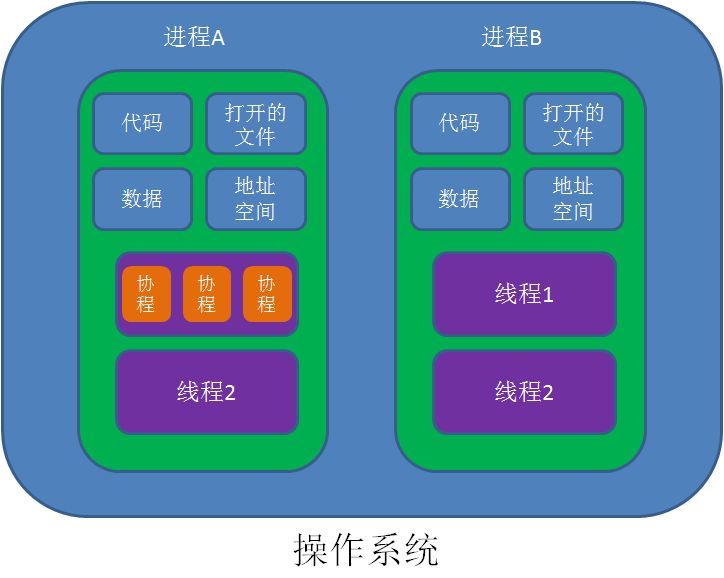 进程A
进程B
代码
打开的
文件
数据
地址
空间
协
程
协
程
协
程
线程2
代码
打开的
文件
数据
地址
空间
线程1
线程2
操作系统